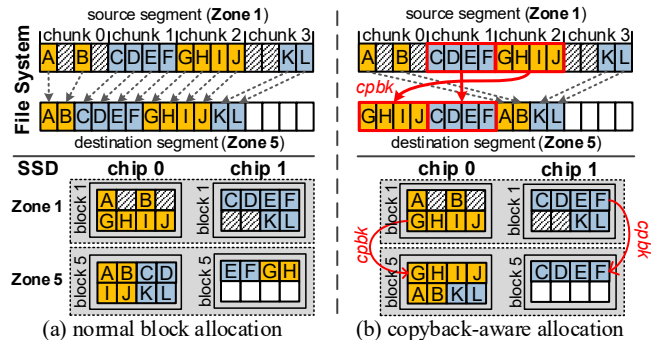 source segment (Zone 1)
chunk 0 chunk 1 chunk 2 chunk 3
A B C D E F G H I J K L
File System
A B C D E F G H I J K L
destination segment (Zone 5)
SSD chip 0 chip 1
Zone 1
block 1
A B
G H I J
block 1
C D E F
K L
Zone 5
block 5
A B C D
I J K L
block 5
E F G H
(a) normal block allocation
source segment (Zone 1)
chunk 0 chunk 1 chunk 2 chunk 3
A B C D E F G H I J K L
cpbk
G H I J C D E F A B K L
destination segment (Zone 5)
chip 0 chip 1
block 1
A B
G H I J
block 1
C D E F
K L
cpbk
cpbk
block 5
G H I J
A B K L
block 5
C D E F
(b) copyback-aware allocation